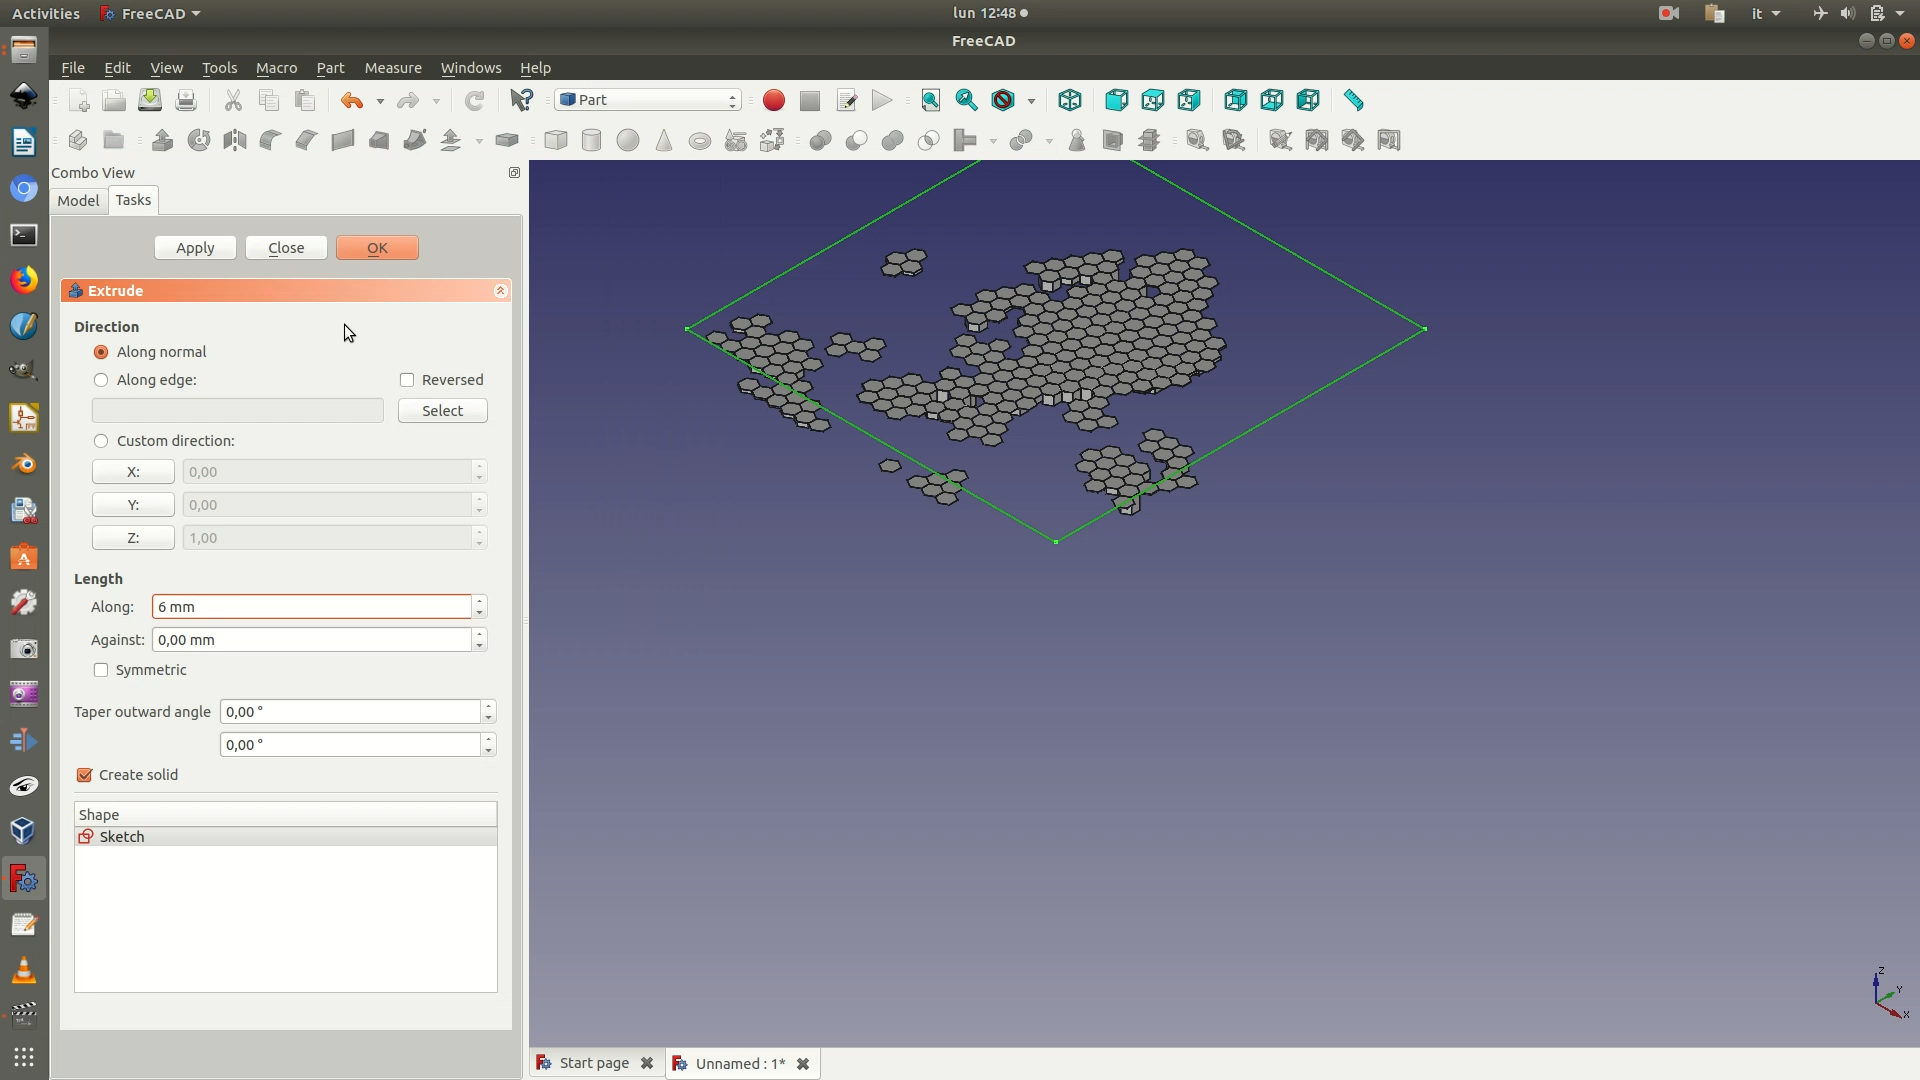 Activities FreeCAD lun 12:48 it
FreeCAD
File Edit View Tools Macro Part Measure Windows Help
Part
Combo View
Model Tasks
Apply Close OK
Extrude
Direction
Along normal
Along edge: Reversed
Select
Custom direction:
X: 0,00
Y: 0,00
Z: 1,00
Length
Along: 6 mm
Against: 0,00 mm
Symmetric
Taper outward angle 0,00 °
0,00 °
Create solid
Shape
Sketch
Z
Y
X
Start page Unnamed : 1*